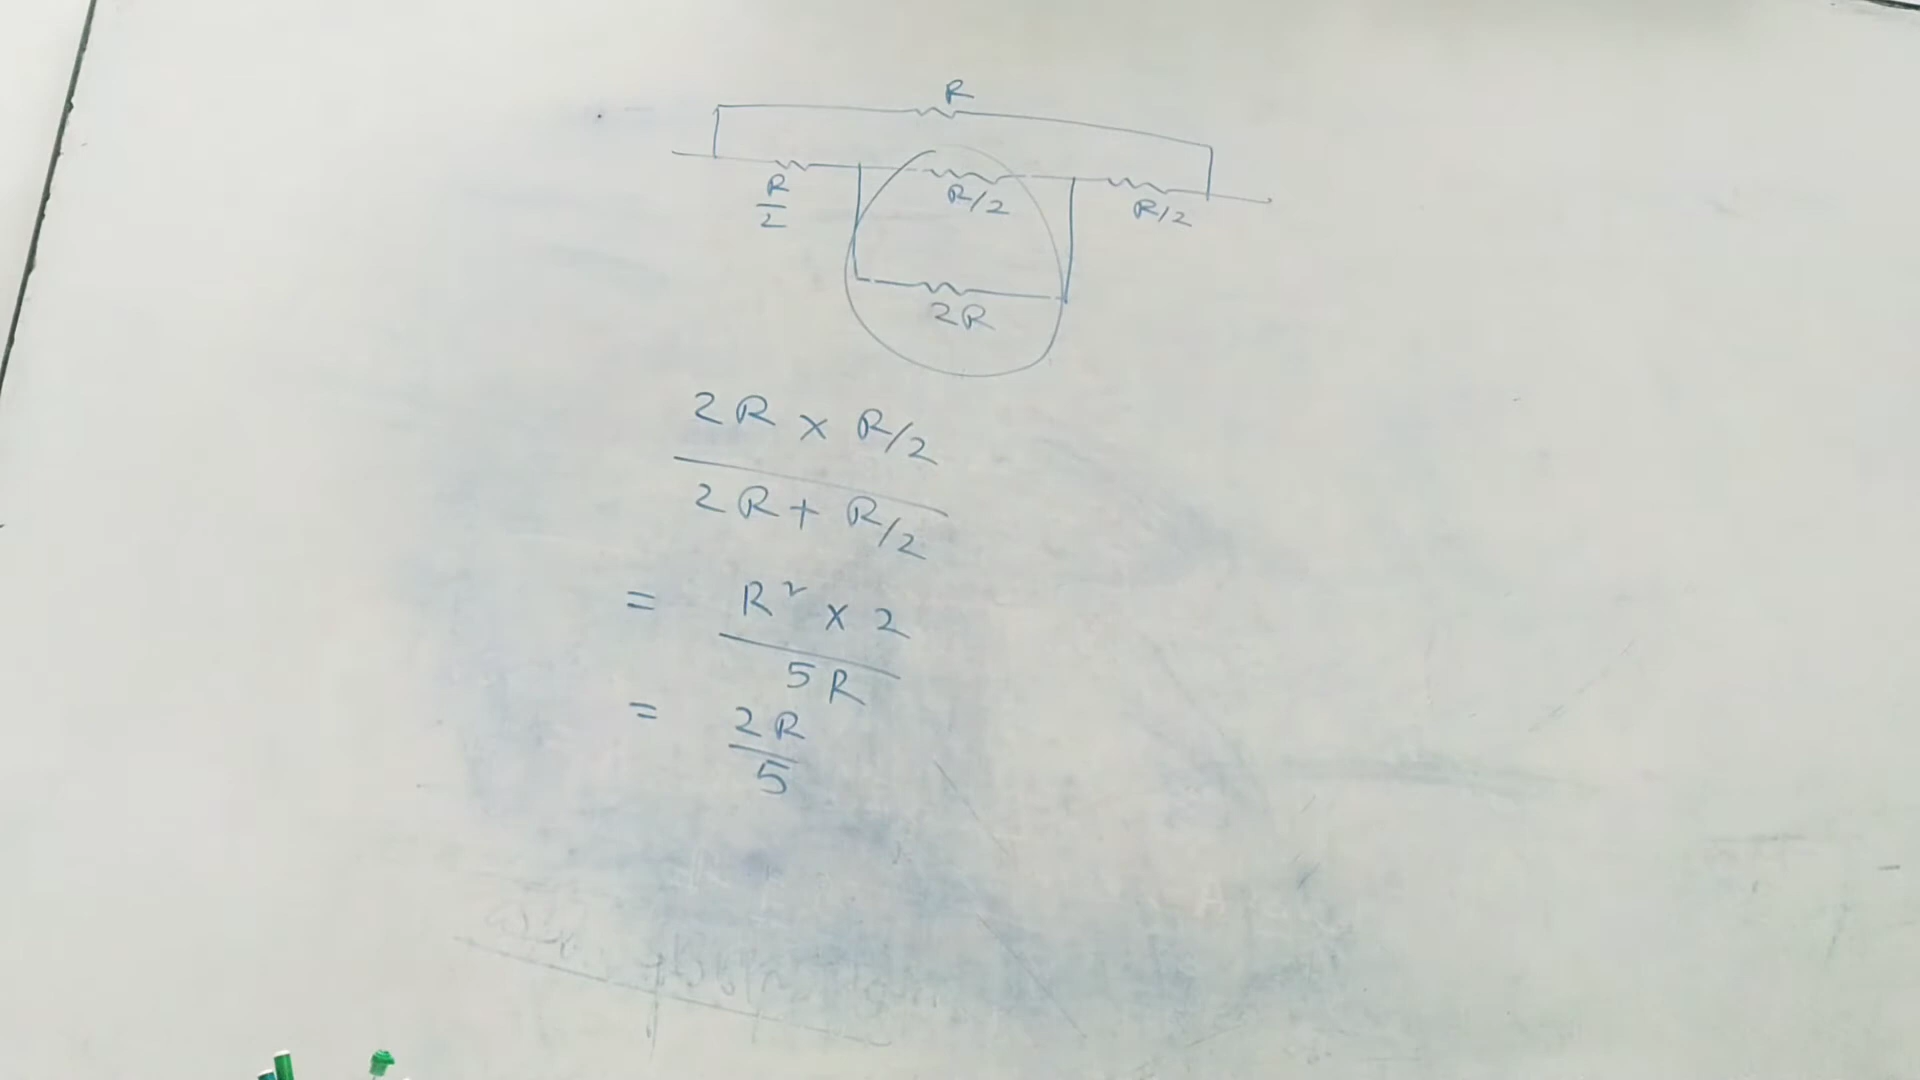 R
R/2
R/2
R/2
2R
2R × R/2
2R + R/2
= R² × 2
5R
= 2R
5